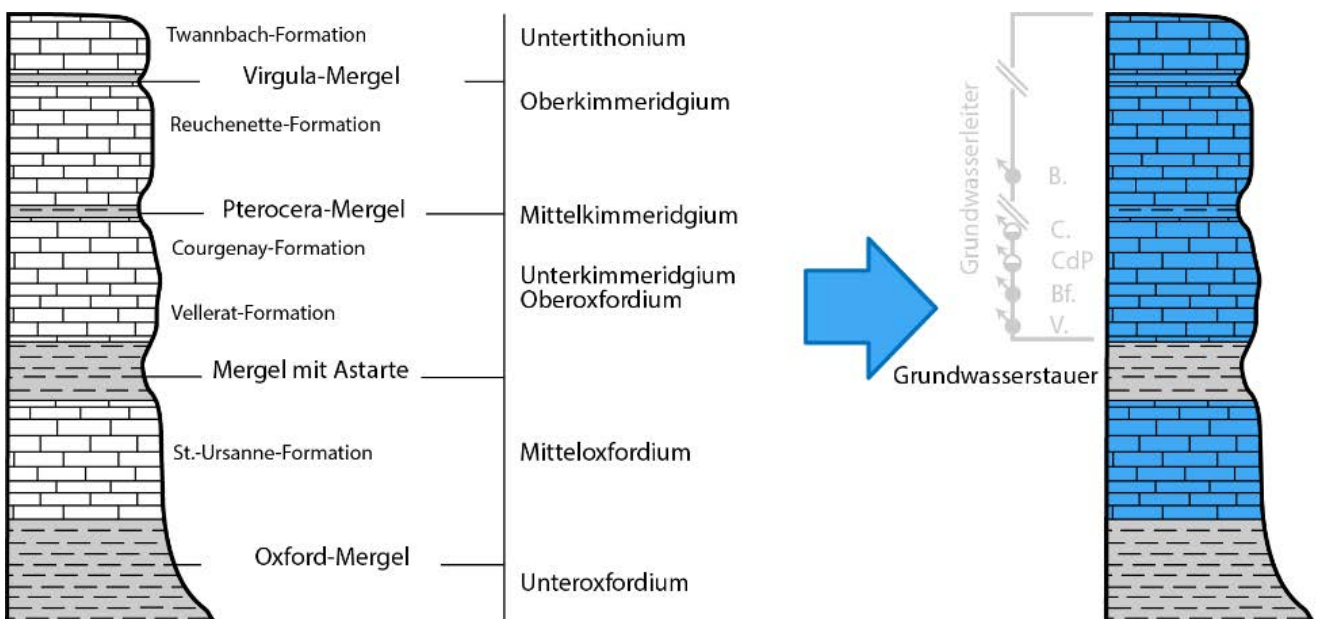 Twannbach-Formation
Virgula-Mergel
Reuchenette-Formation
Pterocera-Mergel
Courgenay-Formation
Vellerat-Formation
Mergel mit Astarte
St.-Ursanne-Formation
Oxford-Mergel
Untertithonium
Oberkimmeridgium
Mittelkimmeridgium
Unterkimmeridgium
Oberoxfordium
Mitteloxfordium
Unteroxfordium
Grundwasserleiter
B.
C.
CdP
Bf.
V.
Grundwasserstauer